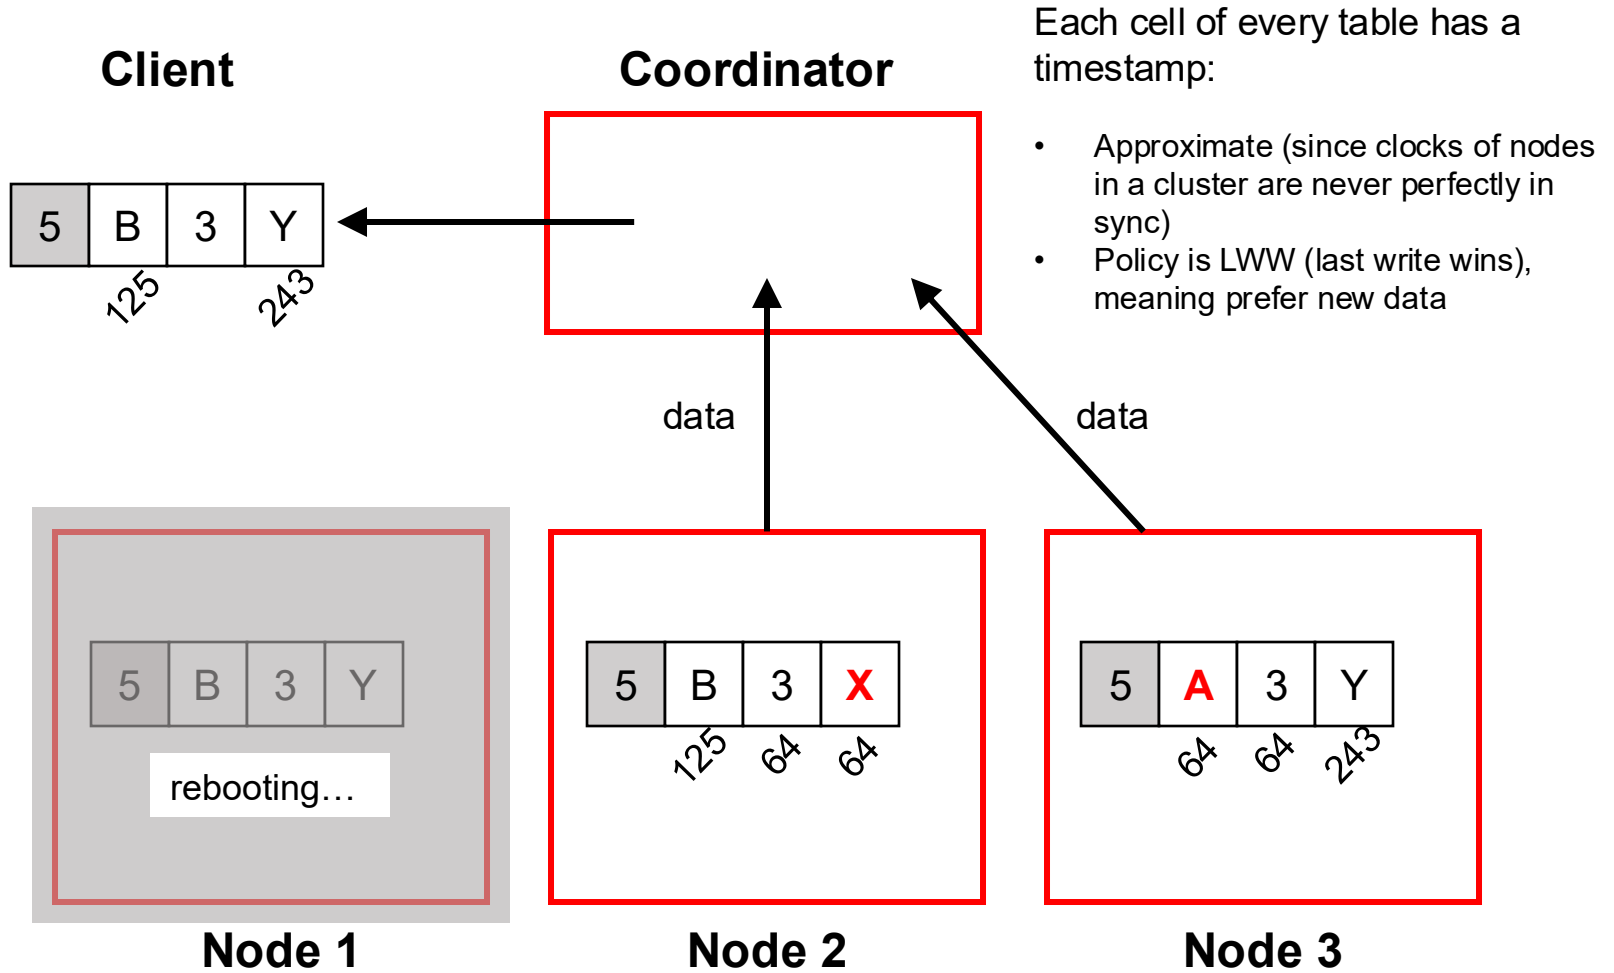 Client
Coordinator
Each cell of every table has a
timestamp:
• Approximate (since clocks of nodes
in a cluster are never perfectly in
sync)
• Policy is LWW (last write wins),
meaning prefer new data
5 B 3 Y
125 243
data
data
5 B 3 Y
rebooting…
5 B 3 X
125 64 64
5 A 3 Y
64 64 243
Node 1
Node 2
Node 3